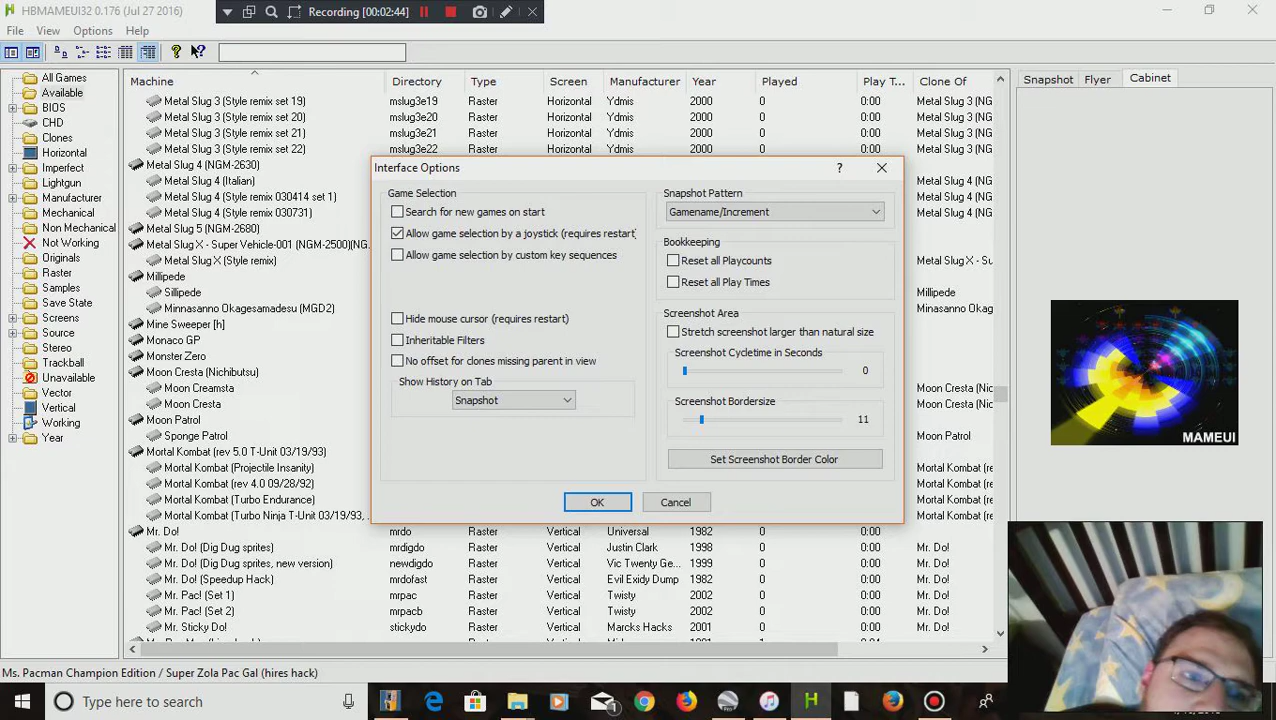 HBMAMEUI32 0.176 (Jul 27 2016)
Recording [00:02:44]
File View Options Help
All Games
Available
BIOS
CHD
Clones
Horizontal
Imperfect
Lightgun
Manufacturer
Mechanical
Non Mechanical
Not Working
Originals
Raster
Samples
Save State
Screens
Source
Stereo
Trackball
Unavailable
Vector
Vertical
Working
Year
Machine Directory Type Screen Manufacturer Year Played Play T... Clone Of
Metal Slug 3 (Style remix set 19) mslug3e19 Raster Horizontal Ydmis 2000 0 0:00 Metal Slug 3 (NG
Metal Slug 3 (Style remix set 20) mslug3e20 Raster Horizontal Ydmis 2000 0 0:00 Metal Slug 3 (NG
Metal Slug 3 (Style remix set 21) mslug3e21 Raster Horizontal Ydmis 2000 0 0:00 Metal Slug 3 (NG
Metal Slug 3 (Style remix set 22) mslug3e22 Raster Horizontal Ydmis 2000 0 0:00 Metal Slug 3 (NG
Metal Slug 4 (NGM-2630)
Metal Slug 4 (Italian) Metal Slug 4 (NG
Metal Slug 4 (Style remix 030414 set 1) Metal Slug 4 (NG
Metal Slug 4 (Style remix 030731) Metal Slug 4 (NG
Metal Slug 5 (NGM-2680)
Metal Slug X - Super Vehicle-001 (NGM-2500)(NG
Metal Slug X (Style remix) Metal Slug X - Su
Millipede
Sillipede Millipede
Minnasanno Okagesamadesu (MGD2) Minnasanno Oka
Mine Sweeper [h]
Monaco GP
Monster Zero
Moon Cresta (Nichibutsu)
Moon Creamsta Moon Cresta (Nic
Moon Cresta Moon Cresta (Nic
Moon Patrol
Sponge Patrol Moon Patrol
Mortal Kombat (rev 5.0 T-Unit 03/19/93)
Mortal Kombat (Projectile Insanity) Mortal Kombat (re
Mortal Kombat (rev 4.0 09/28/92) Mortal Kombat (re
Mortal Kombat (Turbo Endurance) Mortal Kombat (re
Mortal Kombat (Turbo Ninja T-Unit 03/19/93, Mortal Kombat (re
Mr. Do! mrdo Raster Vertical Universal 1982 0 0:00
Mr. Do! (Dig Dug sprites) mrdigdo Raster Vertical Justin Clark 1998 0 0:00 Mr. Do!
Mr. Do! (Dig Dug sprites, new version) newdigdo Raster Vertical Vic Twenty Ge... 1999 0 0:00 Mr. Do!
Mr. Do! (Speedup Hack) mrdofast Raster Vertical Evil Exidy Dump 1982 0 0:00 Mr. Do!
Mr. Pac! (Set 1) mrpac Raster Vertical Twisty 2002 0 0:00 Mr. Do!
Mr. Pac! (Set 2) mrpacb Raster Vertical Twisty 2002 0 0:00 Mr. Do!
Mr. Sticky Do! stickydo Raster Vertical Marcks Hacks 2001 0 0:00 Mr. Do!
Interface Options
Game Selection
Search for new games on start
Allow game selection by a joystick (requires restart)
Allow game selection by custom key sequences
Hide mouse cursor (requires restart)
Inheritable Filters
No offset for clones missing parent in view
Show History on Tab
Snapshot
Snapshot Pattern
Gamename/Increment
Bookkeeping
Reset all Playcounts
Reset all Play Times
Screenshot Area
Stretch screenshot larger than natural size
Screenshot Cycletime in Seconds
0
Screenshot Bordersize
11
Set Screenshot Border Color
OK Cancel
Snapshot Flyer Cabinet
MAMEUI
Ms. Pacman Champion Edition / Super Zola Pac Gal (hires hack)
Type here to search